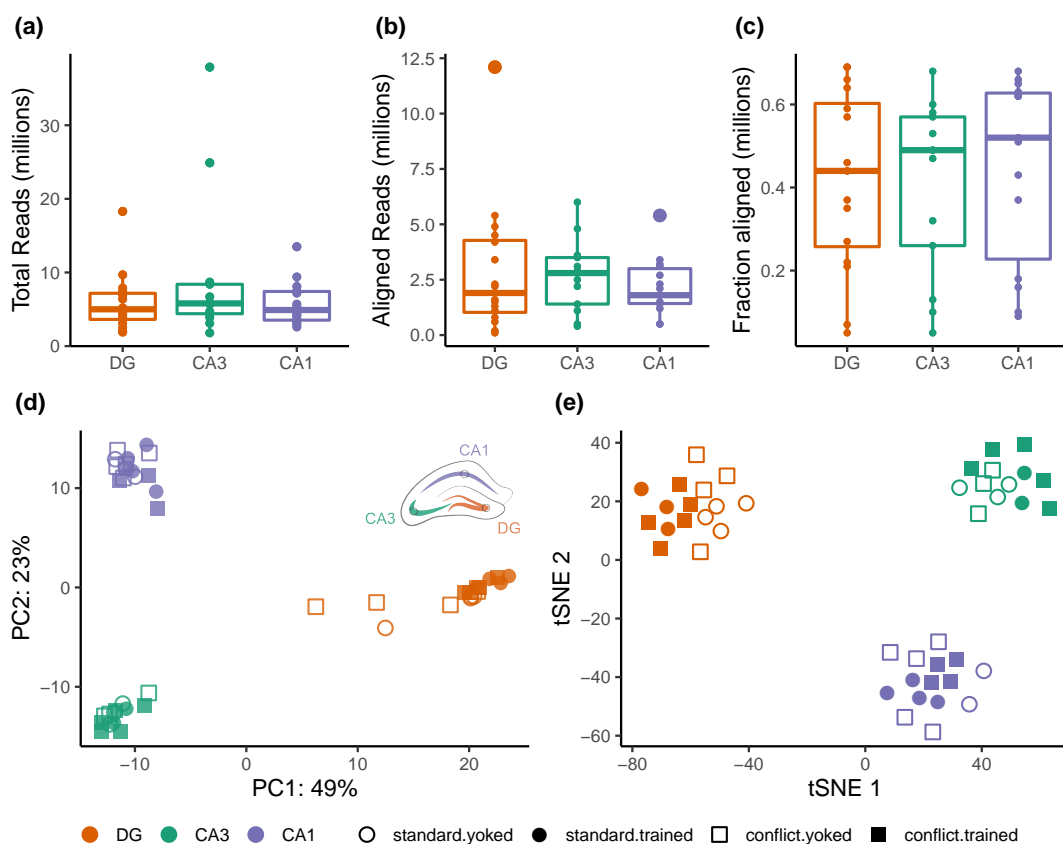 (a)
(b)
(c)
Total Reads (millions)
30
20
10
0
DG CA3 CA1
Aligned Reads (millions)
12.5
10.0
7.5
5.0
2.5
0.0
DG CA3 CA1
Fraction aligned (millions)
0.6
0.4
0.2
DG CA3 CA1
(d)
(e)
PC2: 23%
10
0
−10
−10 0 10 20
PC1: 49%
CA1
CA3
DG
tSNE 2
40
20
0
−20
−40
−60
−80 −40 0 40
tSNE 1
DG CA3 CA1 standard.yoked standard.trained conflict.yoked conflict.trained